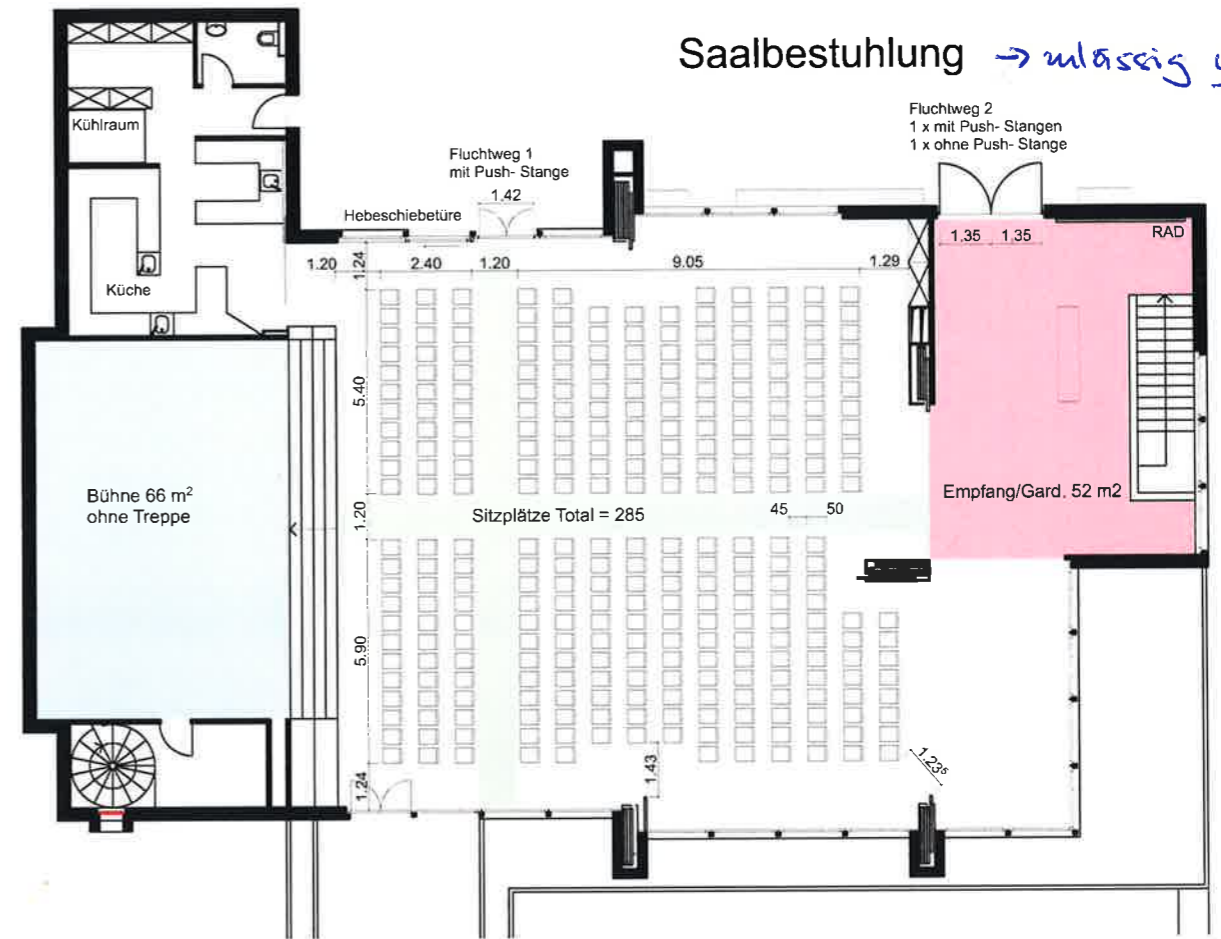 Saalbestuhlung → zulässig
Fluchtweg 2
1 x mit Push- Stangen
1 x ohne Push- Stange
Kühlraum
Fluchtweg 1
mit Push- Stange
1.42
Hebeschiebetüre
1.35 1.35
RAD
1.20
1.24
2.40
1.20
9.05
1.29
Küche
5.40
Bühne 66 m²
ohne Treppe
1.20
Sitzplätze Total = 285
45 50
Empfang/Gard. 52 m2
5.90
1.24
1.43
1.23⁵